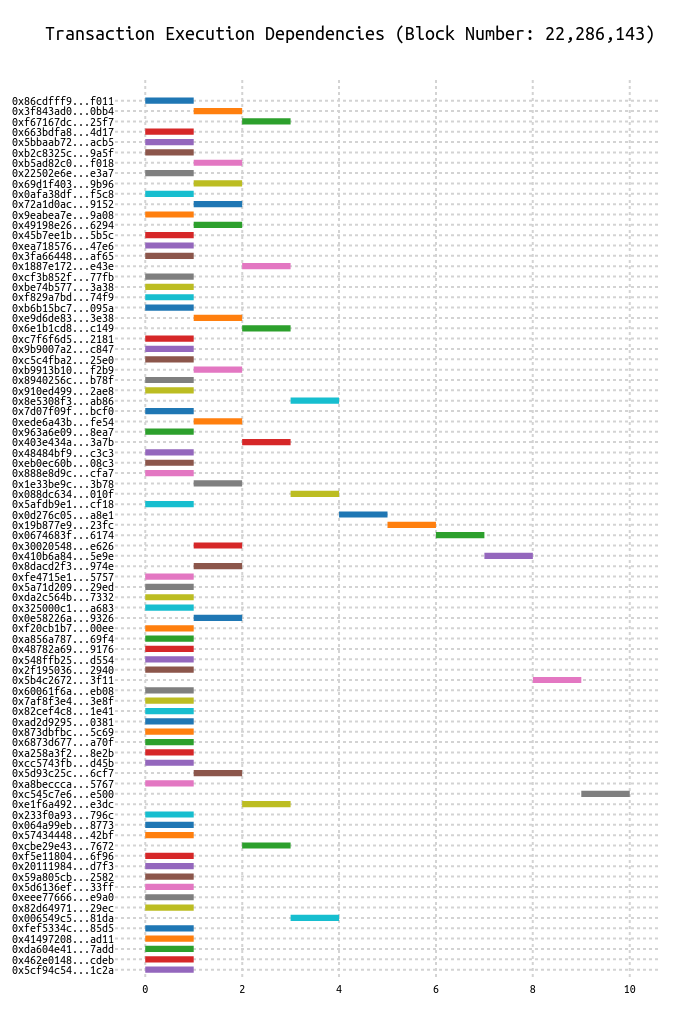 Transaction Execution Dependencies (Block Number: 22,286,143)
0x86cdfff9...f011
0x3f843ad0...0bb4
0xf67167dc...25f7
0x663bdfa8...4d17
0x5bbaab72...acb5
0xb2c8325c...9a5f
0xb5ad82c0...f018
0x22502e6e...e3a7
0x69d1f403...9b96
0x0afa38df...f5c8
0x72a1d0ac...9152
0x9eabea7e...9a08
0x49198e26...6294
0x45b7ee1b...5b5c
0xea718576...47e6
0x3fa66448...af65
0x1887e172...e43e
0xcf3b852f...77fb
0xbe74b577...3a38
0xf829a7bd...74f9
0xb6b15bc7...095a
0xe9d6de83...3e38
0x6e1b1cd8...c149
0xc7f6f6d5...2181
0x9b9007a2...c847
0xc5c4fba2...25e0
0xb9913b10...f2b9
0x8940256c...b78f
0x910ed499...2ae8
0x8e5308f3...ab86
0x7d07f09f...bcf0
0xede6a43b...fe54
0x963a6e09...8ea7
0x403e434a...3a7b
0x48484bf9...c3c3
0xeb0ec60b...08c3
0x888e8d9c...cfa7
0x1e33be9c...3b78
0x088dc634...010f
0x5afdb9e1...cf18
0x0d276c05...a8e1
0x19b877e9...23fc
0x0674683f...6174
0x30020548...e626
0x410b6a84...5e9e
0x8dacd2f3...974e
0xfe4715e1...5757
0x5a71d209...29ed
0xda2c564b...7332
0x325000c1...a683
0x0e58226a...9326
0xf20cb1b7...00ee
0xa856a787...69f4
0x48782a69...9176
0x548ffb25...d554
0x2f195036...2940
0x5b4c2672...3f11
0x60061f6a...eb08
0x7af8f3e4...3e8f
0x82cef4c8...1e41
0xad2d9295...0381
0x873dbfbc...5c69
0x6873d677...a70f
0xa258a3f2...8e2b
0xcc5743fb...d45b
0x5d93c25c...6cf7
0xa8beccca...5767
0xc545c7e6...e500
0xe1f6a492...e3dc
0x233f0a93...796c
0x064a99eb...8773
0x57434448...42bf
0xcbe29e43...7672
0xf5e11804...6f96
0x20111984...d7f3
0x59a805cb...2582
0x5d6136ef...33ff
0xeee77666...e9a0
0x82d64971...29ec
0x006549c5...81da
0xfef5334c...85d5
0x41497208...ad11
0xda604e41...7add
0x462e0148...cdeb
0x5cf94c54...1c2a
0 2 4 6 8 10